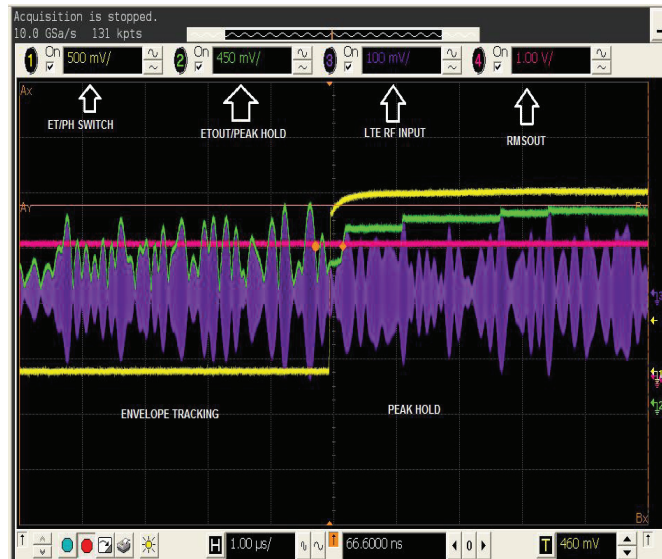 Acquisition is stopped.
10.0 GSa/s 131 kpts
1 On 500 mV/ 2 On 450 mV/ 3 On 100 mV/ 4 On 1.00 V/
ET/PH SWITCH ETOUT/PEAK HOLD LTE RF INPUT RMSOUT
Ax
AY
ENVELOPE TRACKING PEAK HOLD
Bx
H 1.00 µs/ 66.6000 ns 0 T 460 mV